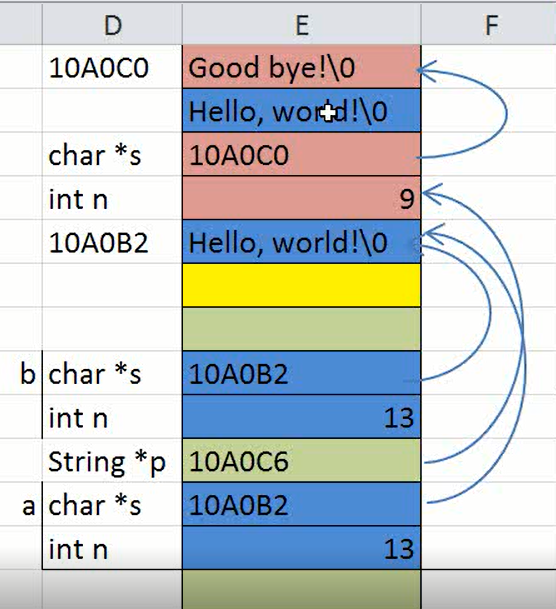 D E F
10A0C0 Good bye!\0
Hello, world!\0
char *s 10A0C0
int n 9
10A0B2 Hello, world!\0
b char *s 10A0B2
int n 13
String *p 10A0C6
a char *s 10A0B2
int n 13